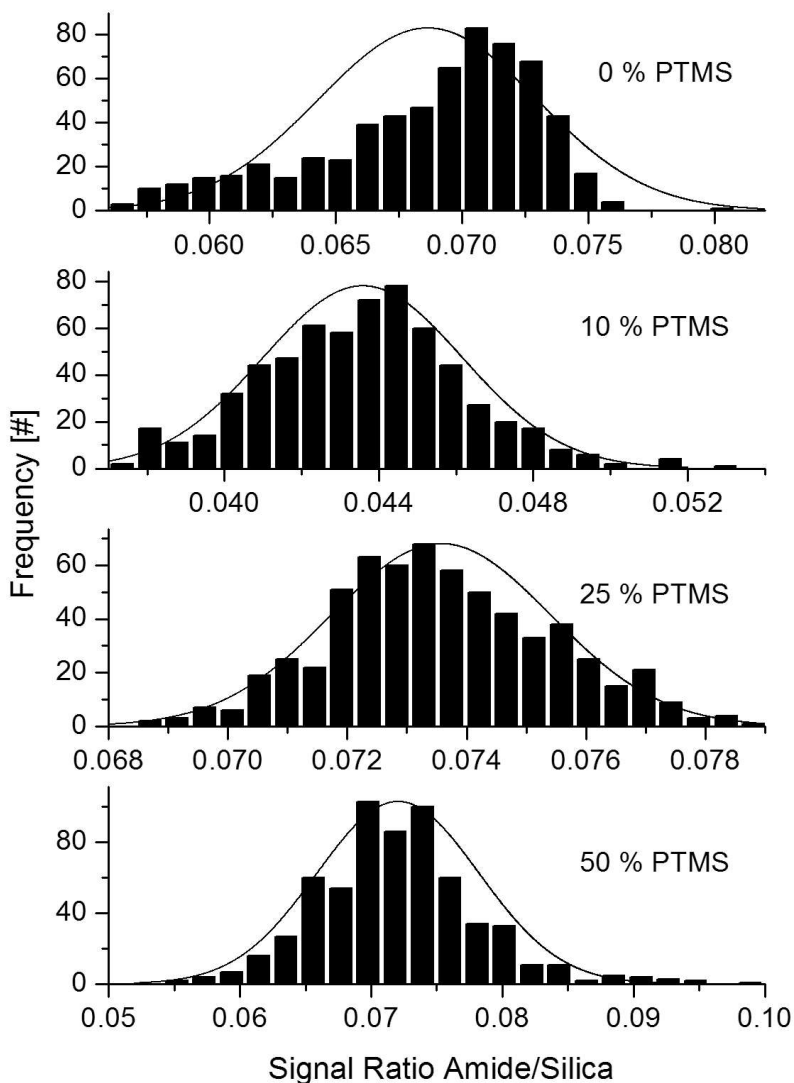 80
60
40
20
0
0 % PTMS
0.060 0.065 0.070 0.075 0.080
80
60
40
20
0
10 % PTMS
0.040 0.044 0.048 0.052
Frequency [#]
60
40
20
0
25 % PTMS
0.068 0.070 0.072 0.074 0.076 0.078
80
40
0
50 % PTMS
0.05 0.06 0.07 0.08 0.09 0.10
Signal Ratio Amide/Silica